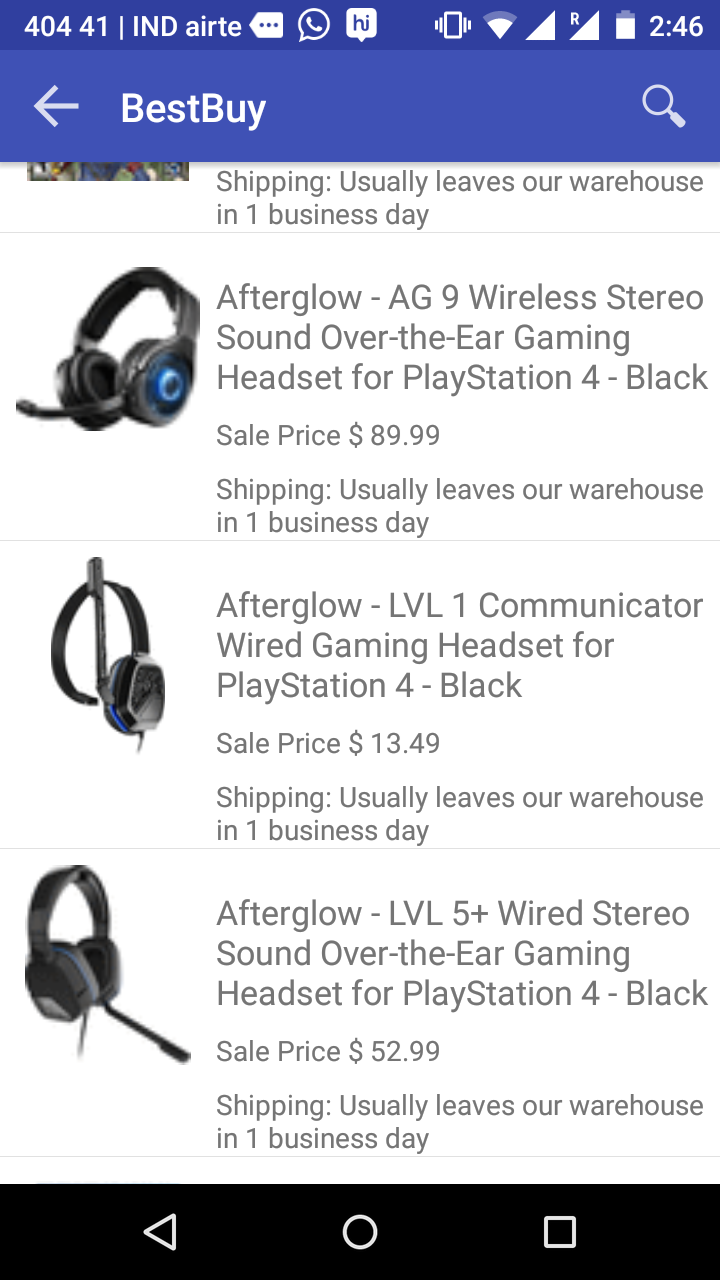 404 41 | IND airte
hi
R
2:46
BestBuy
Shipping: Usually leaves our warehouse
in 1 business day
Afterglow - AG 9 Wireless Stereo
Sound Over-the-Ear Gaming
Headset for PlayStation 4 - Black
Sale Price $ 89.99
Shipping: Usually leaves our warehouse
in 1 business day
Afterglow - LVL 1 Communicator
Wired Gaming Headset for
PlayStation 4 - Black
Sale Price $ 13.49
Shipping: Usually leaves our warehouse
in 1 business day
Afterglow - LVL 5+ Wired Stereo
Sound Over-the-Ear Gaming
Headset for PlayStation 4 - Black
Sale Price $ 52.99
Shipping: Usually leaves our warehouse
in 1 business day